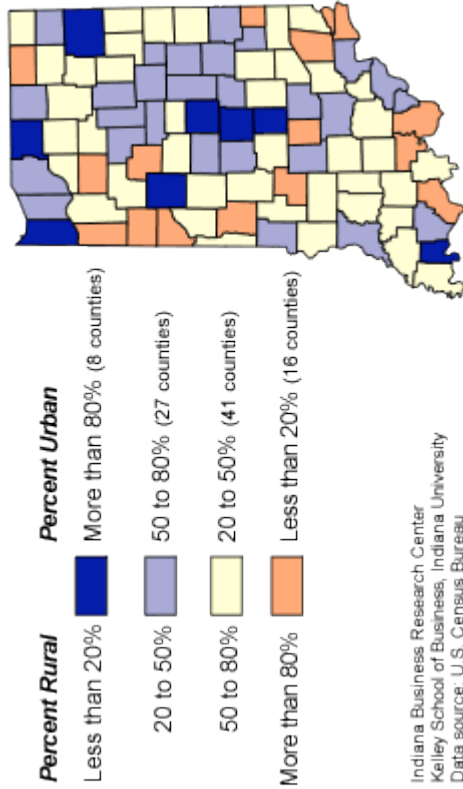 Percent Rural Percent Urban
Less than 20% More than 80% (8 counties)
20 to 50% 50 to 80% (27 counties)
50 to 80% 20 to 50% (41 counties)
More than 80% Less than 20% (16 counties)
Indiana Business Research Center
Kelley School of Business, Indiana University
Data source: U.S. Census Bureau